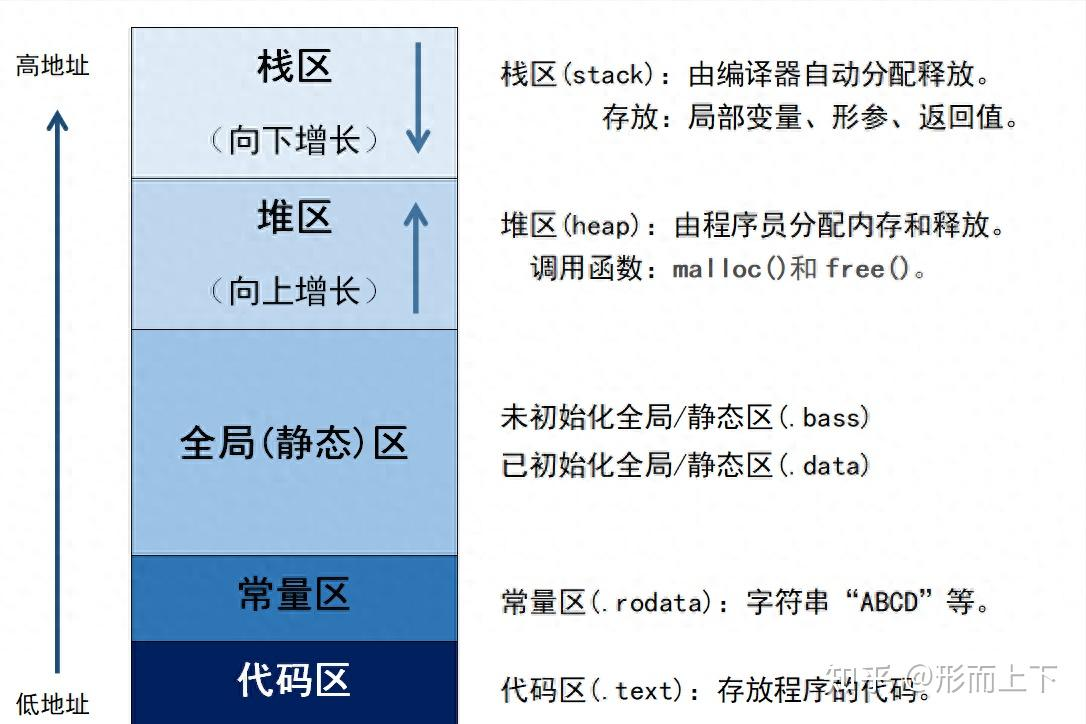 高地址
栈区
（向下增长）
栈区(stack)：由编译器自动分配释放。
存放：局部变量、形参、返回值。
堆区
（向上增长）
堆区(heap)：由程序员分配内存和释放。
调用函数：malloc()和free()。
全局(静态)区
未初始化全局/静态区(.bass)
已初始化全局/静态区(.data)
常量区
常量区(.rodata)：字符串“ABCD”等。
代码区
代码区(.text)：存放程序的代码。
低地址
知乎 @形而上下